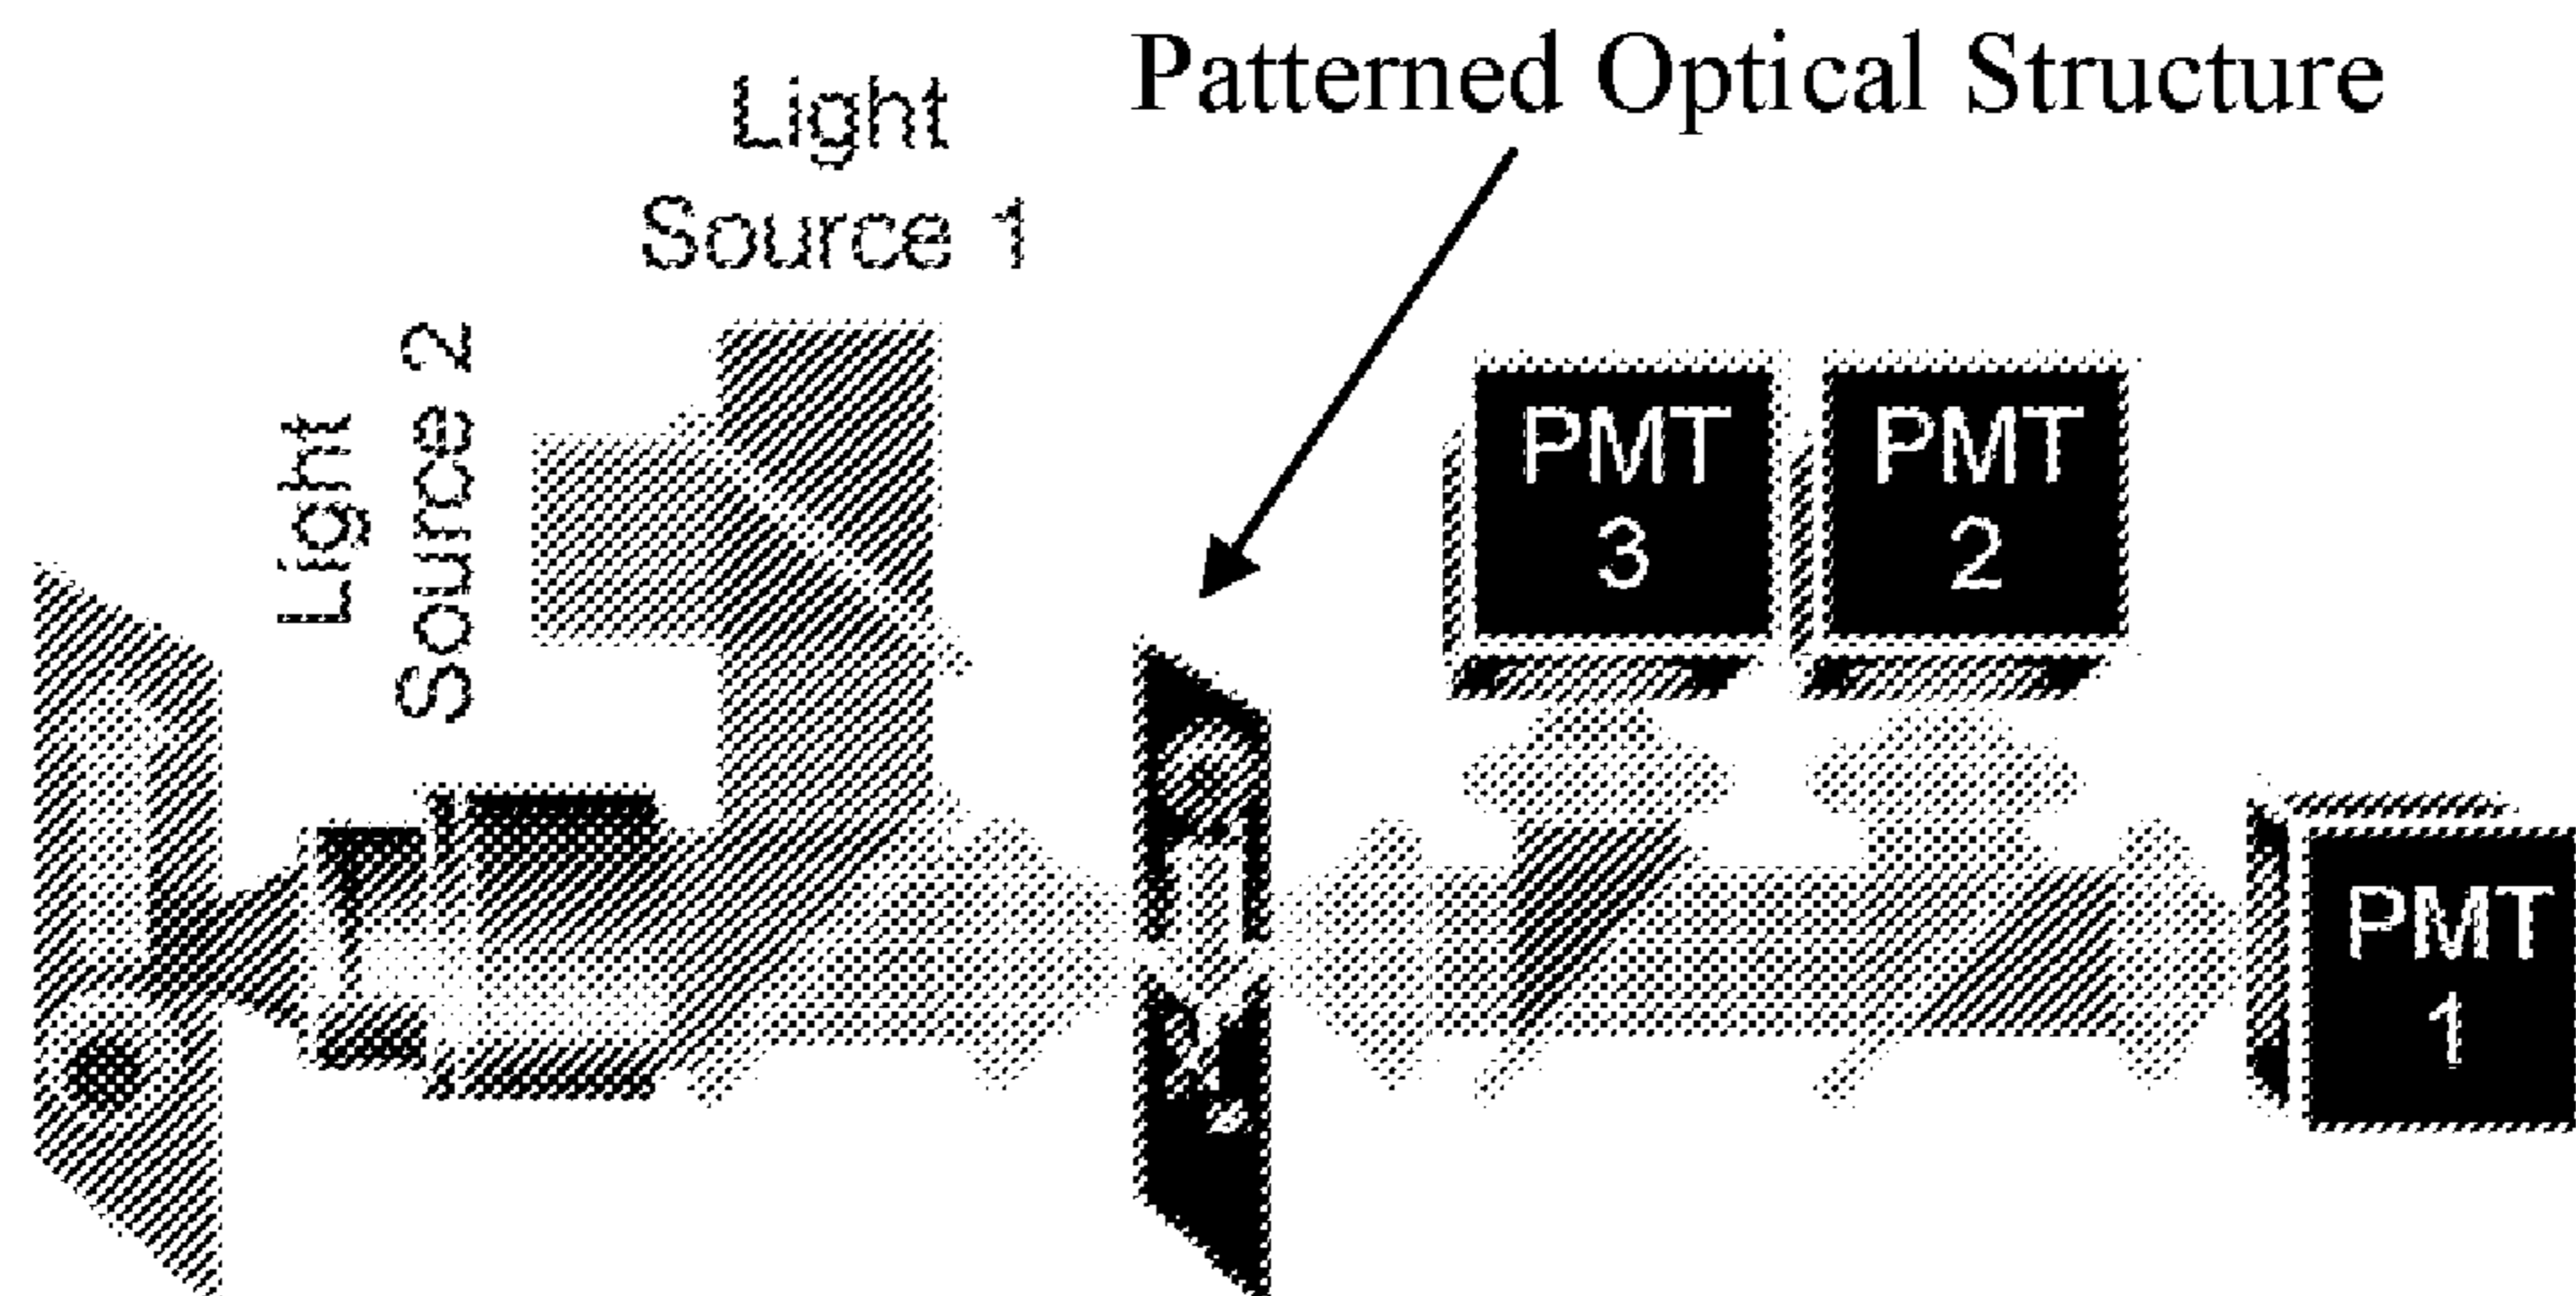 Patterned Optical Structure
Light
Source 1
Light
Source 2
PMT
3
PMT
2
PMT
1